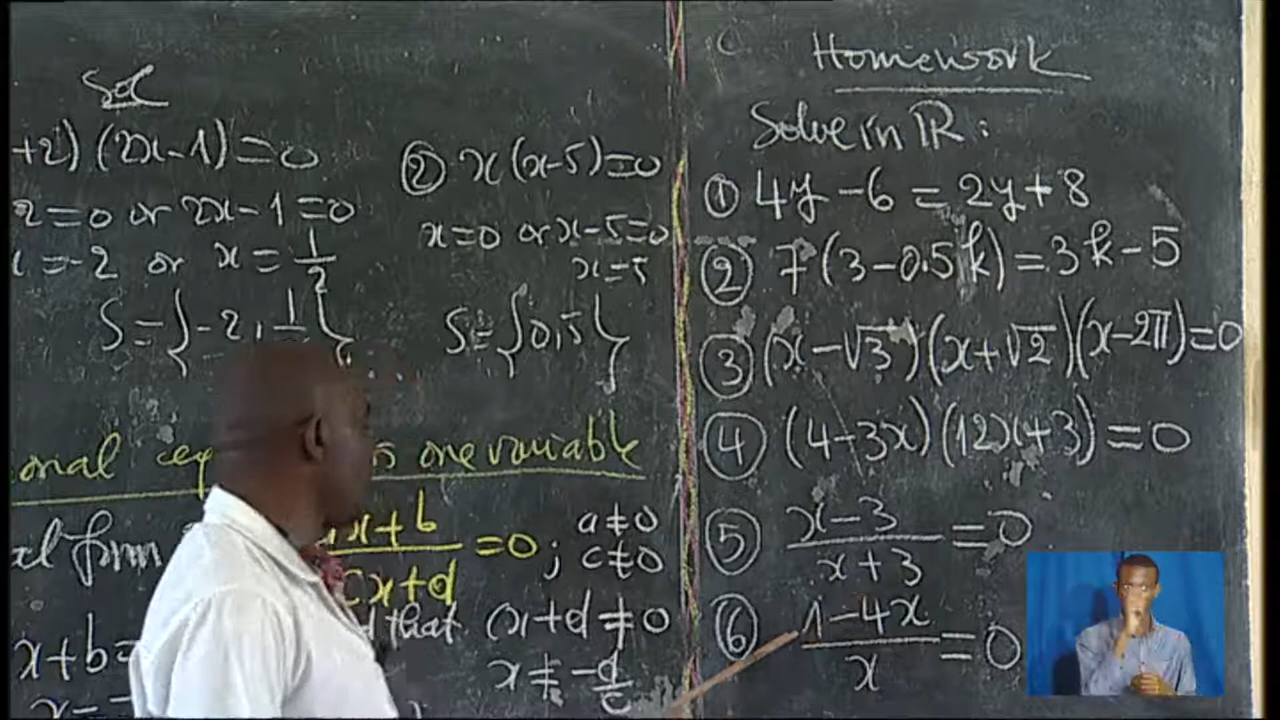 Sol
+2)(2x-1)=0
2=0 or 2x-1=0
x=-2 or x=1/2
S={-2, 1
② x(x-5)=0
x=0 or x-5=0
x=5
S={0,5}
onal eq s one variable
al form
x+b / cx+d =0; a≠0
c≠0
x+b=
that cx+d≠0
x≠-d/c
x=-
Homework
Solve in ℝ:
① 4y-6=2y+8
② 7(3-0.5k)=3k-5
③ (x-√3)(x+√2)(x-2π)=0
④ (4-3x)(12x+3)=0
⑤ x-3 / x+3 =0
⑥ 1-4x / x =0